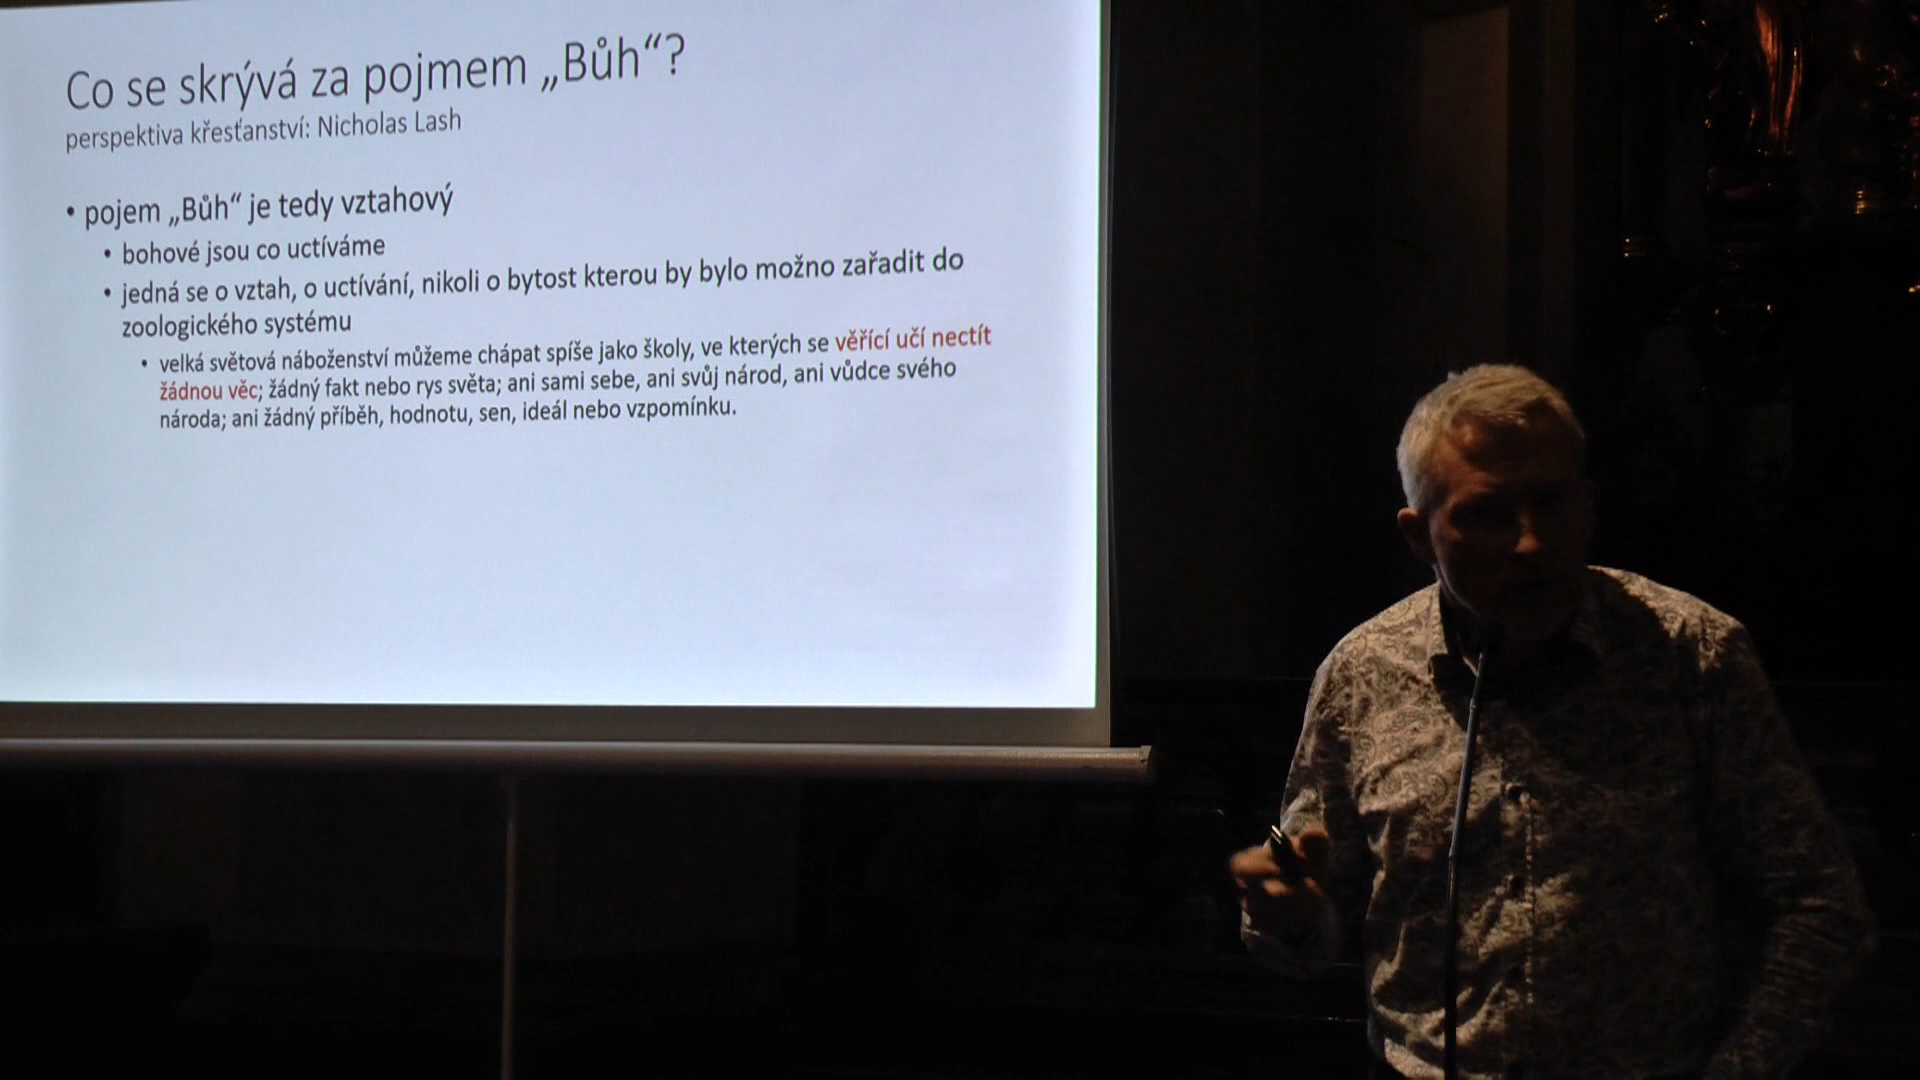 Co se skrývá za pojmem „Bůh“?
perspektiva křesťanství: Nicholas Lash
• pojem „Bůh“ je tedy vztahový
• bohové jsou co uctíváme
• jedná se o vztah, o uctívání, nikoli o bytost kterou by bylo možno zařadit do
zoologického systému
• velká světová náboženství můžeme chápat spíše jako školy, ve kterých se věřící učí nectít
žádnou věc; žádný fakt nebo rys světa; ani sami sebe, ani svůj národ, ani vůdce svého
národa; ani žádný příběh, hodnotu, sen, ideál nebo vzpomínku.